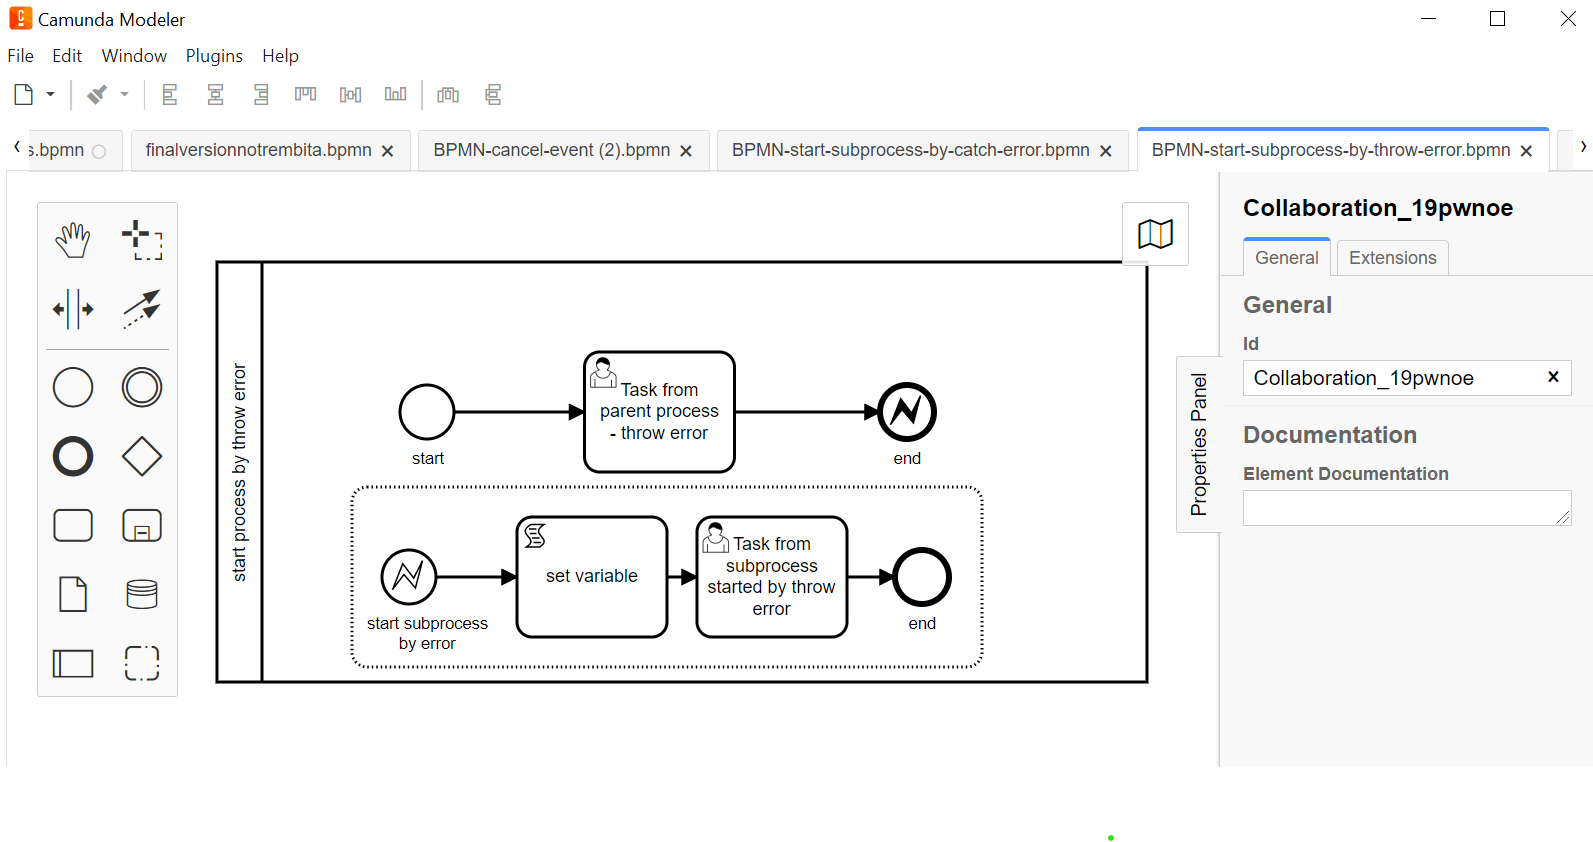 Camunda Modeler
File Edit Window Plugins Help
s.bpmn
finalversionnotrembita.bpmn
BPMN-cancel-event (2).bpmn
BPMN-start-subprocess-by-catch-error.bpmn
BPMN-start-subprocess-by-throw-error.bpmn
start process by throw error
start
Task from
parent process
- throw error
end
start subprocess
by error
set variable
Task from
subprocess
started by throw
error
end
Properties Panel
Collaboration_19pwnoe
General Extensions
General
Id
Collaboration_19pwnoe
Documentation
Element Documentation